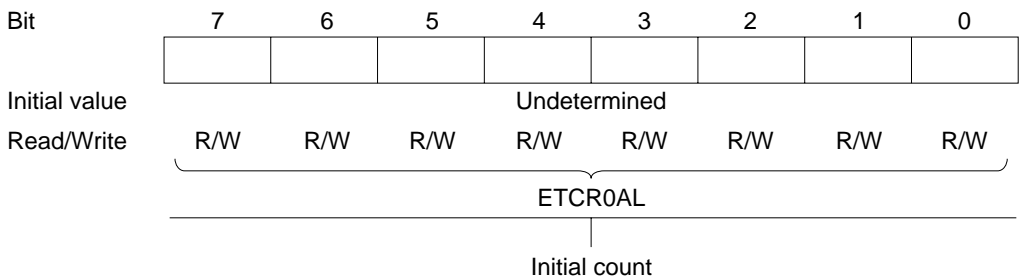 Bit 7 6 5 4 3 2 1 0
Initial value Undetermined
Read/Write R/W R/W R/W R/W R/W R/W R/W R/W
ETCR0AL
Initial count